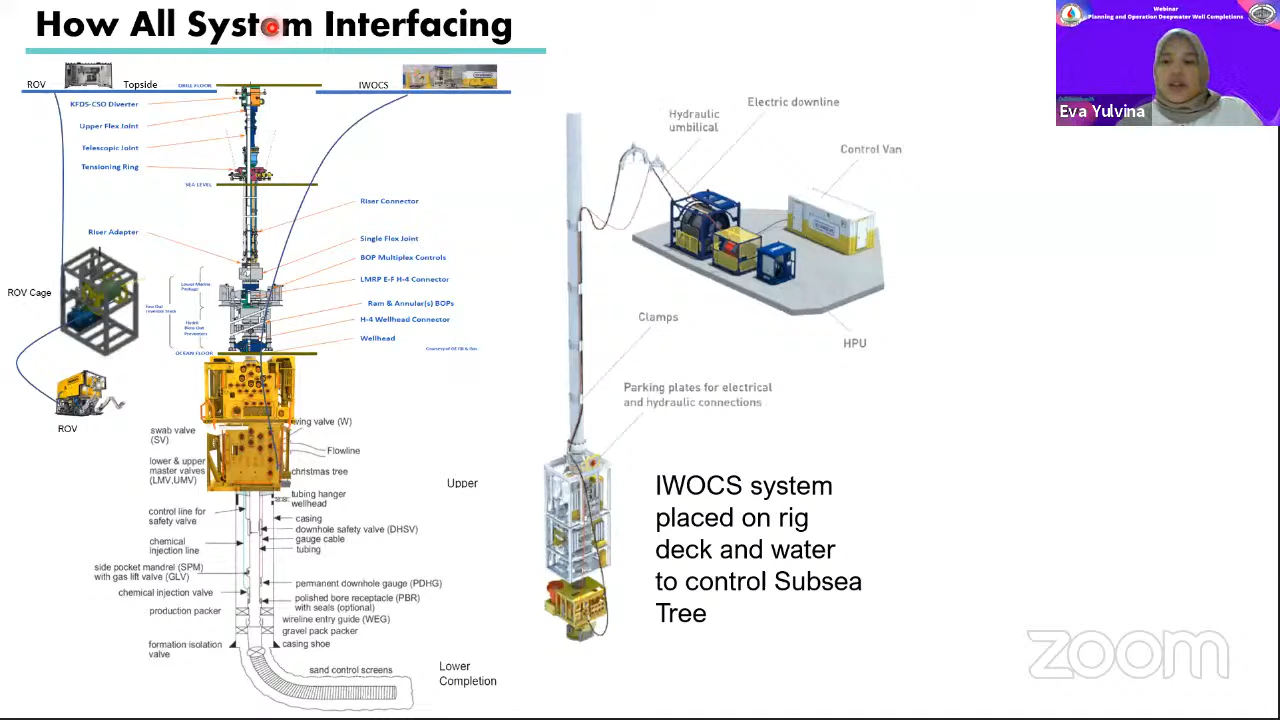 How All System Interfacing
Webinar
Planning and Operation Deepwater Well Completions
Eva Yulvina
ROV
Topside
DRILL FLOOR
IWOCS
KFDS-CSO Diverter
Upper Flex Joint
Telescopic Joint
Tensioning Ring
SEA LEVEL
Riser Connector
Riser Adapter
Single Flex Joint
BOP Multiplex Controls
LMRP E-F H-4 Connector
Lower Marine
Package
Ram & Annular(s) BOPs
H-4 Wellhead Connector
Wellhead
OCEAN FLOOR
ROV Cage
ROV
swab valve
(SV)
wing valve (W)
Flowline
lower & upper
master valves
(LMV,UMV)
christmas tree
Upper
tubing hanger
wellhead
control line for
safety valve
casing
downhole safety valve (DHSV)
gauge cable
tubing
chemical
injection line
side pocket mandrel (SPM)
with gas lift valve (GLV)
permanent downhole gauge (PDHG)
chemical injection valve
polished bore receptacle (PBR)
with seals (optional)
production packer
wireline entry guide (WEG)
gravel pack packer
formation isolation
valve
casing shoe
sand control screens
Lower
Completion
Electric downline
Hydraulic
umbilical
Control Van
Clamps
HPU
Parking plates for electrical
and hydraulic connections
IWOCS system
placed on rig
deck and water
to control Subsea
Tree
zoom